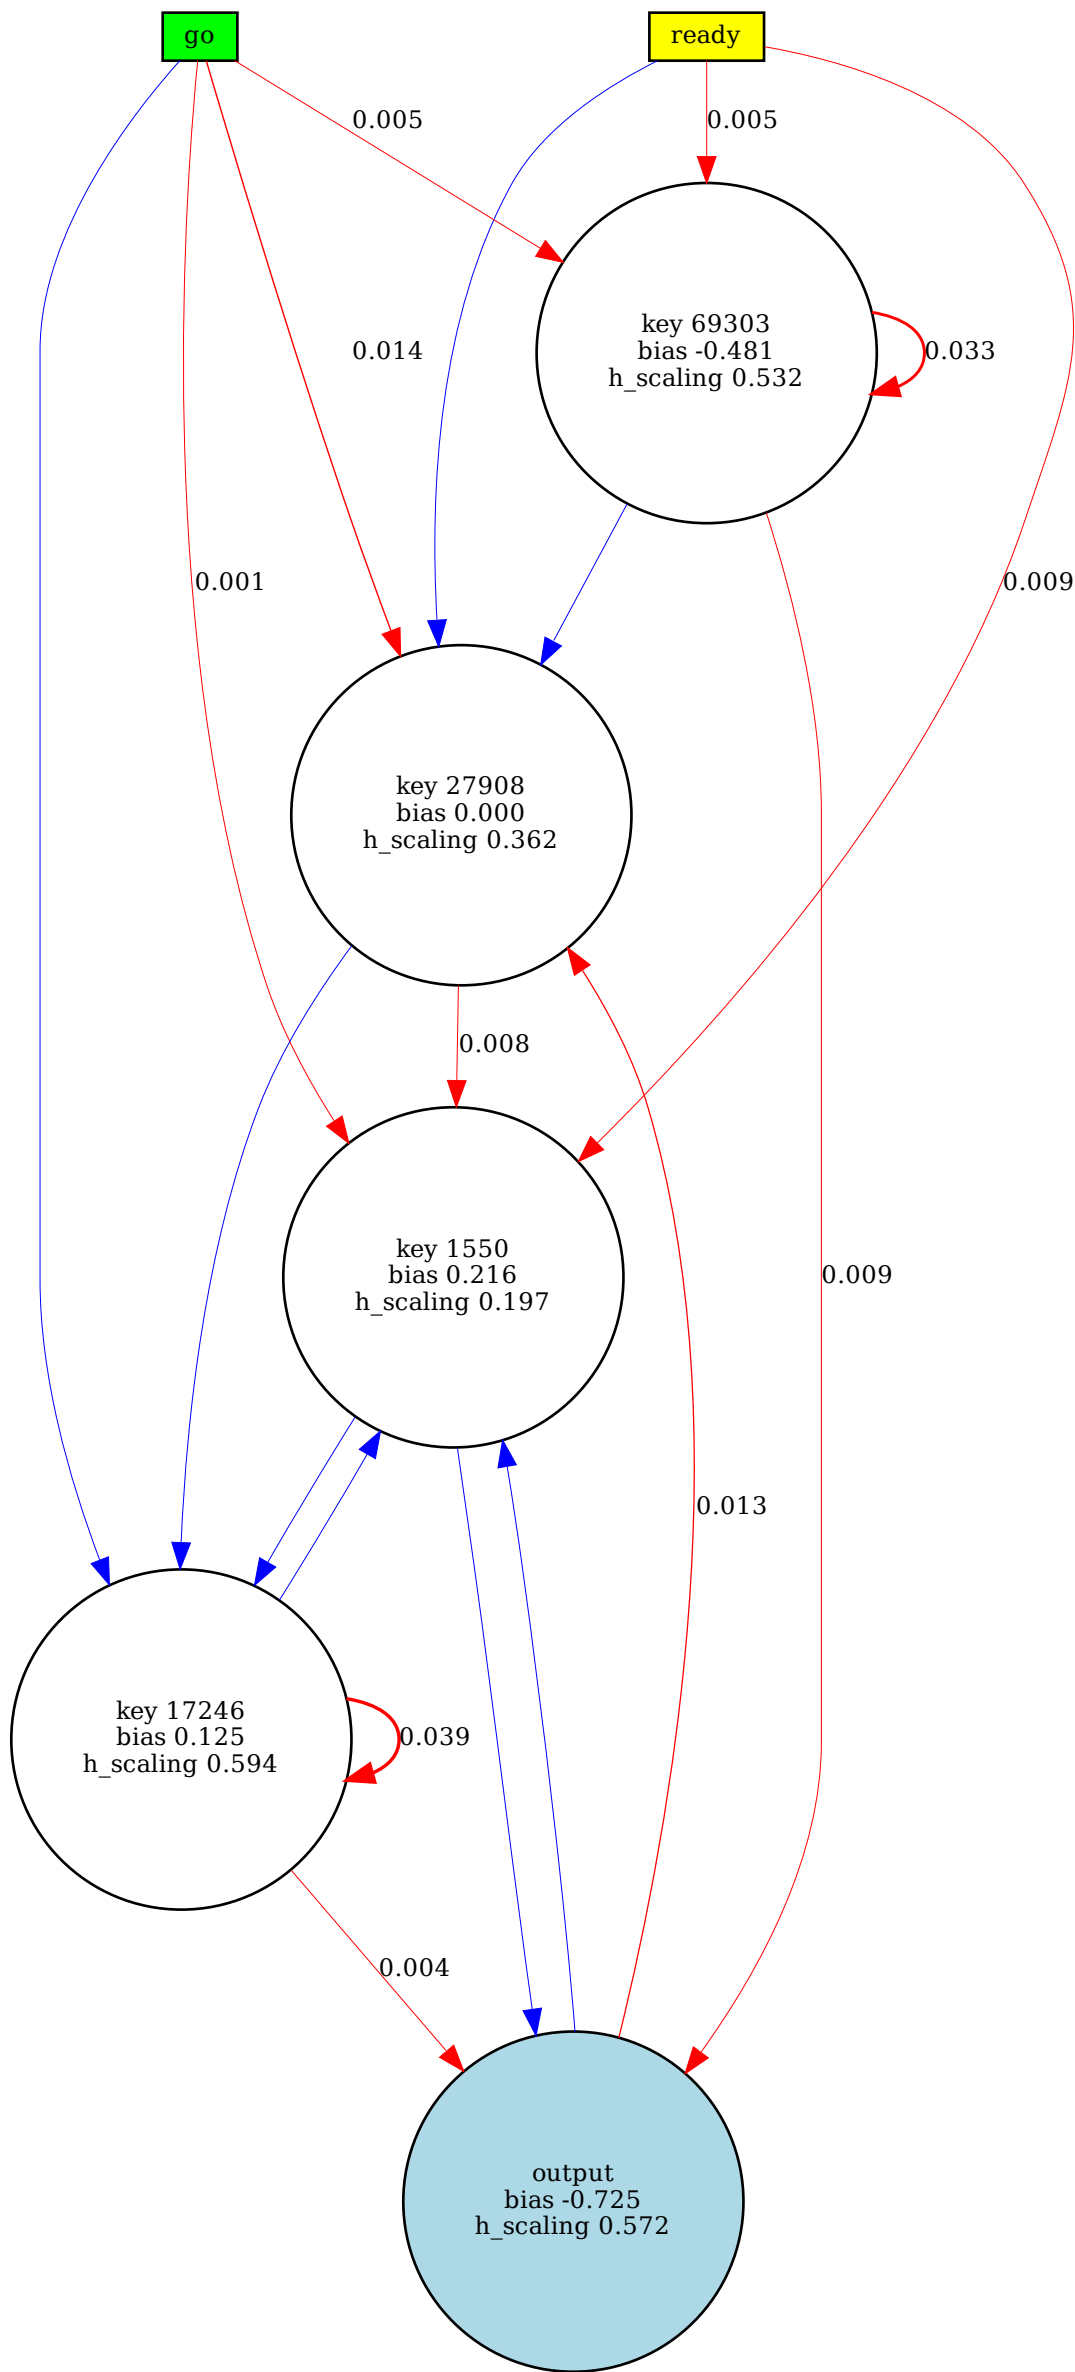 go
ready
0.005
0.005
key 69303
bias -0.481
h_scaling 0.532
0.033
0.014
0.001
0.009
key 27908
bias 0.000
h_scaling 0.362
0.008
key 1550
bias 0.216
h_scaling 0.197
0.009
0.013
key 17246
bias 0.125
h_scaling 0.594
0.039
0.004
output
bias -0.725
h_scaling 0.572